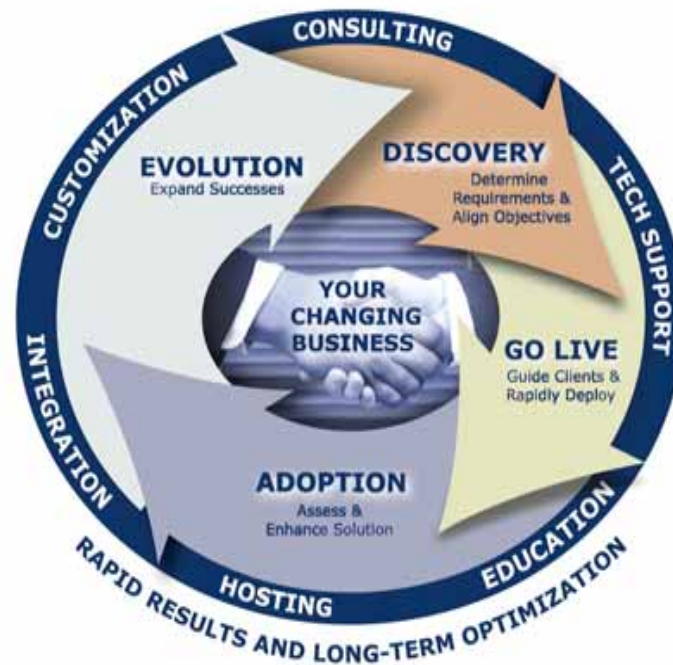 CONSULTING
TECH SUPPORT
EDUCATION
HOSTING
INTEGRATION
CUSTOMIZATION
EVOLUTION
Expand Successes
DISCOVERY
Determine
Requirements &
Align Objectives
YOUR
CHANGING
BUSINESS
GO LIVE
Guide Clients &
Rapidly Deploy
ADOPTION
Assess &
Enhance Solution
RAPID RESULTS AND LONG-TERM OPTIMIZATION